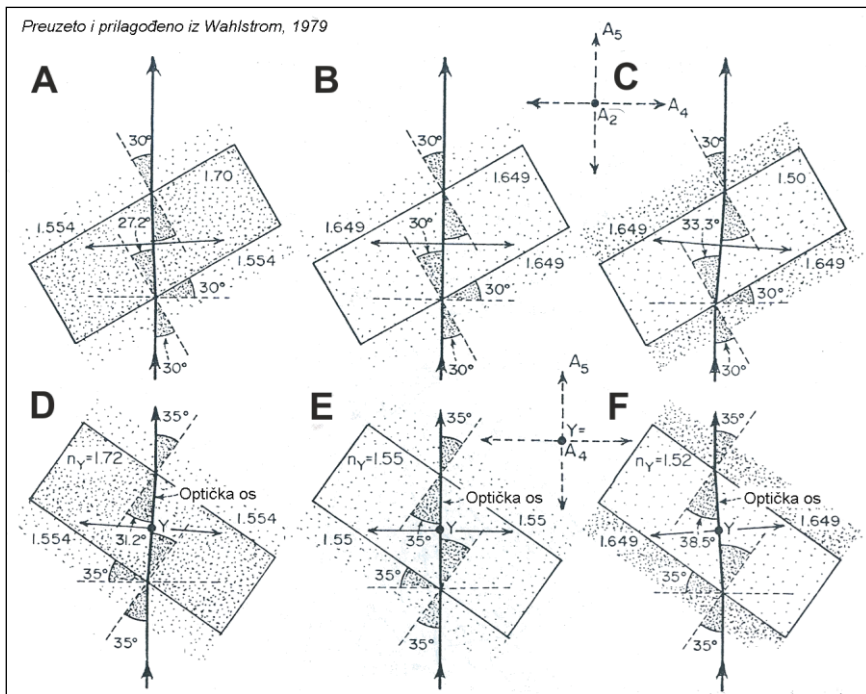 Preuzeto i prilagođeno iz Wahlstrom, 1979
A
30°
1.70
1.554
27.2°
1.554
30°
30°
B
30°
1.649
1.649
30°
1.649
30°
30°
A5
A2
A4
C
30°
1.50
1.649
33.3°
1.649
30°
30°
D
35°
nY=1.72
Optička os
1.554
Y
1.554
31.2°
35°
35°
E
35°
nY=1.55
Optička os
1.55
Y
1.55
35°
35°
35°
A5
Y=
A4
F
35°
nY=1.52
Optička os
1.649
Y
1.649
38.5°
35°
35°